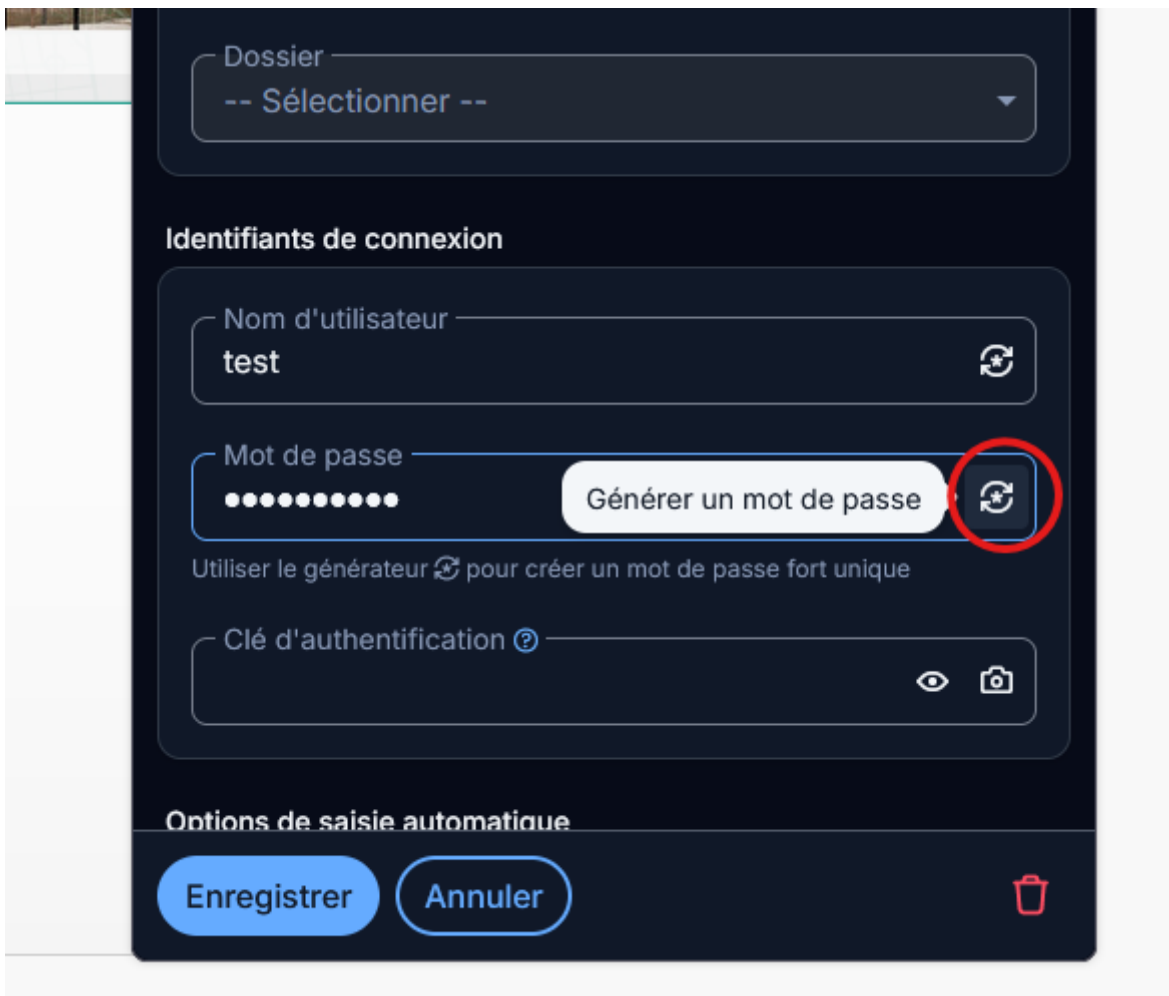 Dossier
-- Sélectionner --
Identifiants de connexion
Nom d'utilisateur
test
Mot de passe
••••••••••
Générer un mot de passe
Utiliser le générateur pour créer un mot de passe fort unique
Clé d'authentification
Options de saisie automatique
Enregistrer
Annuler